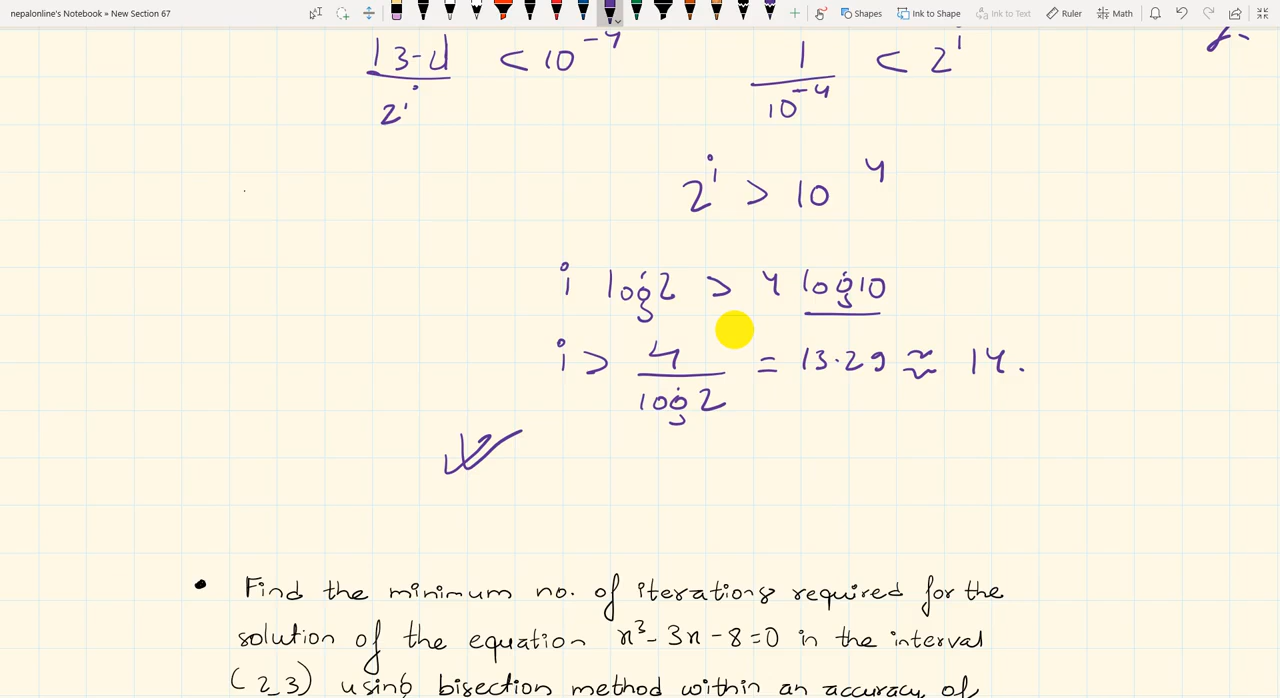 nepalonline's Notebook » New Section 67
Shapes Ink to Shape Ink to Text Ruler Math
|3-4| < 10^-4
2^i
1 < 2^i
10^-4
2^i > 10^4
i log2 > 4 log10
i > 4 = 13.29 ≈ 14.
log2
• Find the minimum no. of iterations required for the
solution of the equation x³-3x-8=0 in the interval
(2,3) using bisection method within an accuracy of